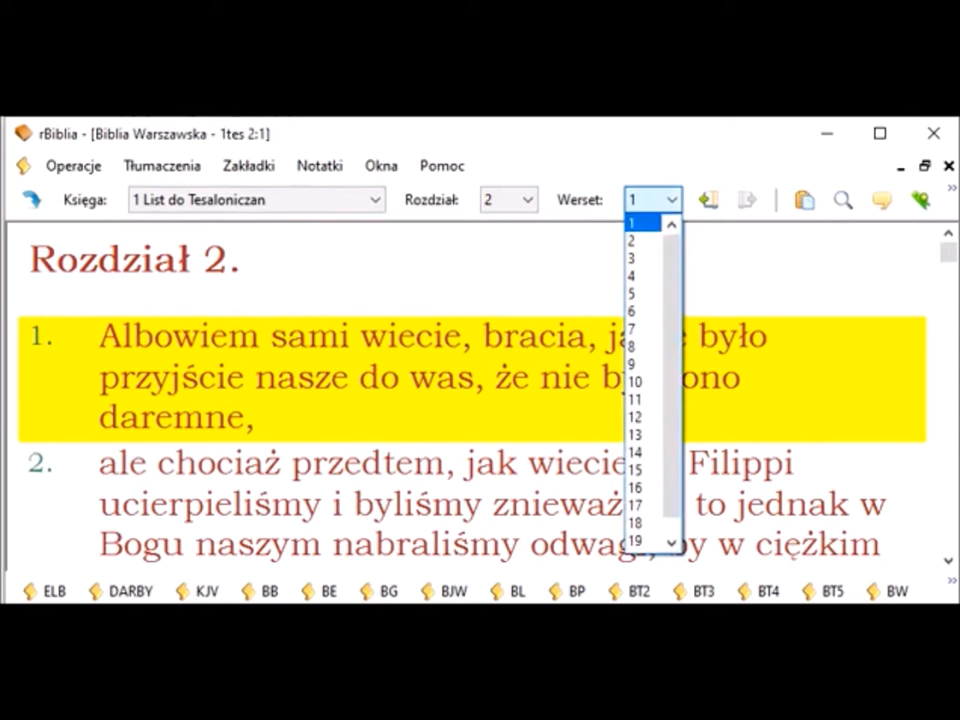 rBiblia - [Biblia Warszawska - 1tes 2:1]
Operacje Tłumaczenia Zakładki Notatki Okna Pomoc
Księga: 1 List do Tesaloniczan Rozdział: 2 Werset: 1
1
2
3
4
5
6
7
8
9
10
11
12
13
14
15
16
17
18
19
Rozdział 2.
1. Albowiem sami wiecie, bracia, było
przyjście nasze do was, że nie ono
daremne,
2. ale chociaż przedtem, jak wiecie Filippi
ucierpieliśmy i byliśmy to jednak w
Bogu naszym nabraliśmy by w ciężkim
ELB DARBY KJV BB BE BG BJW BL BP BT2 BT3 BT4 BT5 BW